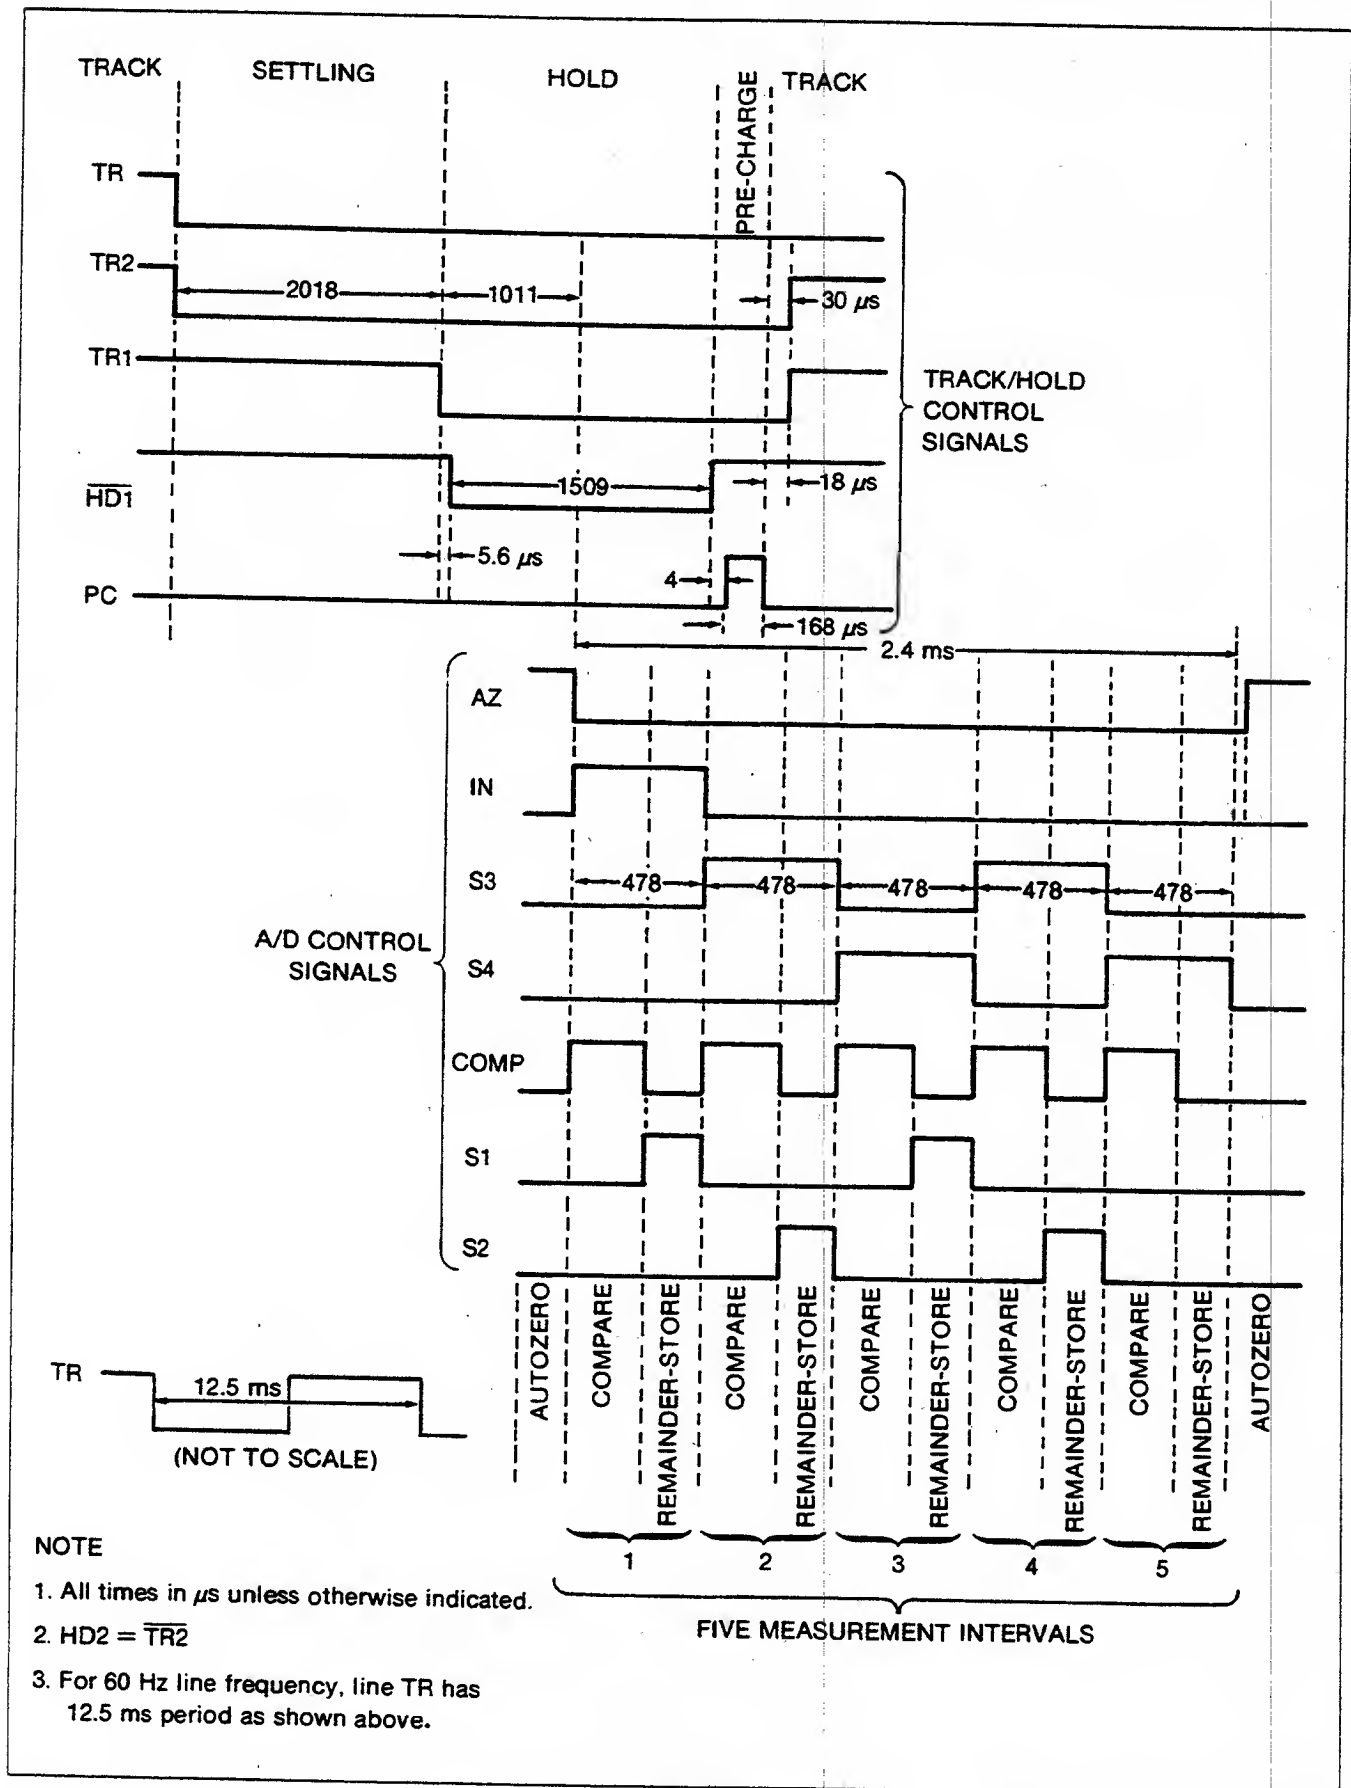 TRACK SETTLING HOLD PRE-CHARGE TRACK
TR
TR2
2018 1011 30 μs
TR1
TRACK/HOLD
CONTROL
SIGNALS
HD1
1509 18 μs
5.6 μs
PC
4
168 μs
2.4 ms
AZ
IN
S3
478 478 478 478 478
A/D CONTROL
SIGNALS
S4
COMP
S1
S2
AUTOZERO
COMPARE
REMAINDER-STORE
COMPARE
REMAINDER-STORE
COMPARE
REMAINDER-STORE
COMPARE
REMAINDER-STORE
COMPARE
REMAINDER-STORE
AUTOZERO
TR
12.5 ms
(NOT TO SCALE)
1 2 3 4 5
FIVE MEASUREMENT INTERVALS
NOTE
1. All times in μs unless otherwise indicated.
2. HD2 = T̅R̅2̅
3. For 60 Hz line frequency, line TR has
12.5 ms period as shown above.